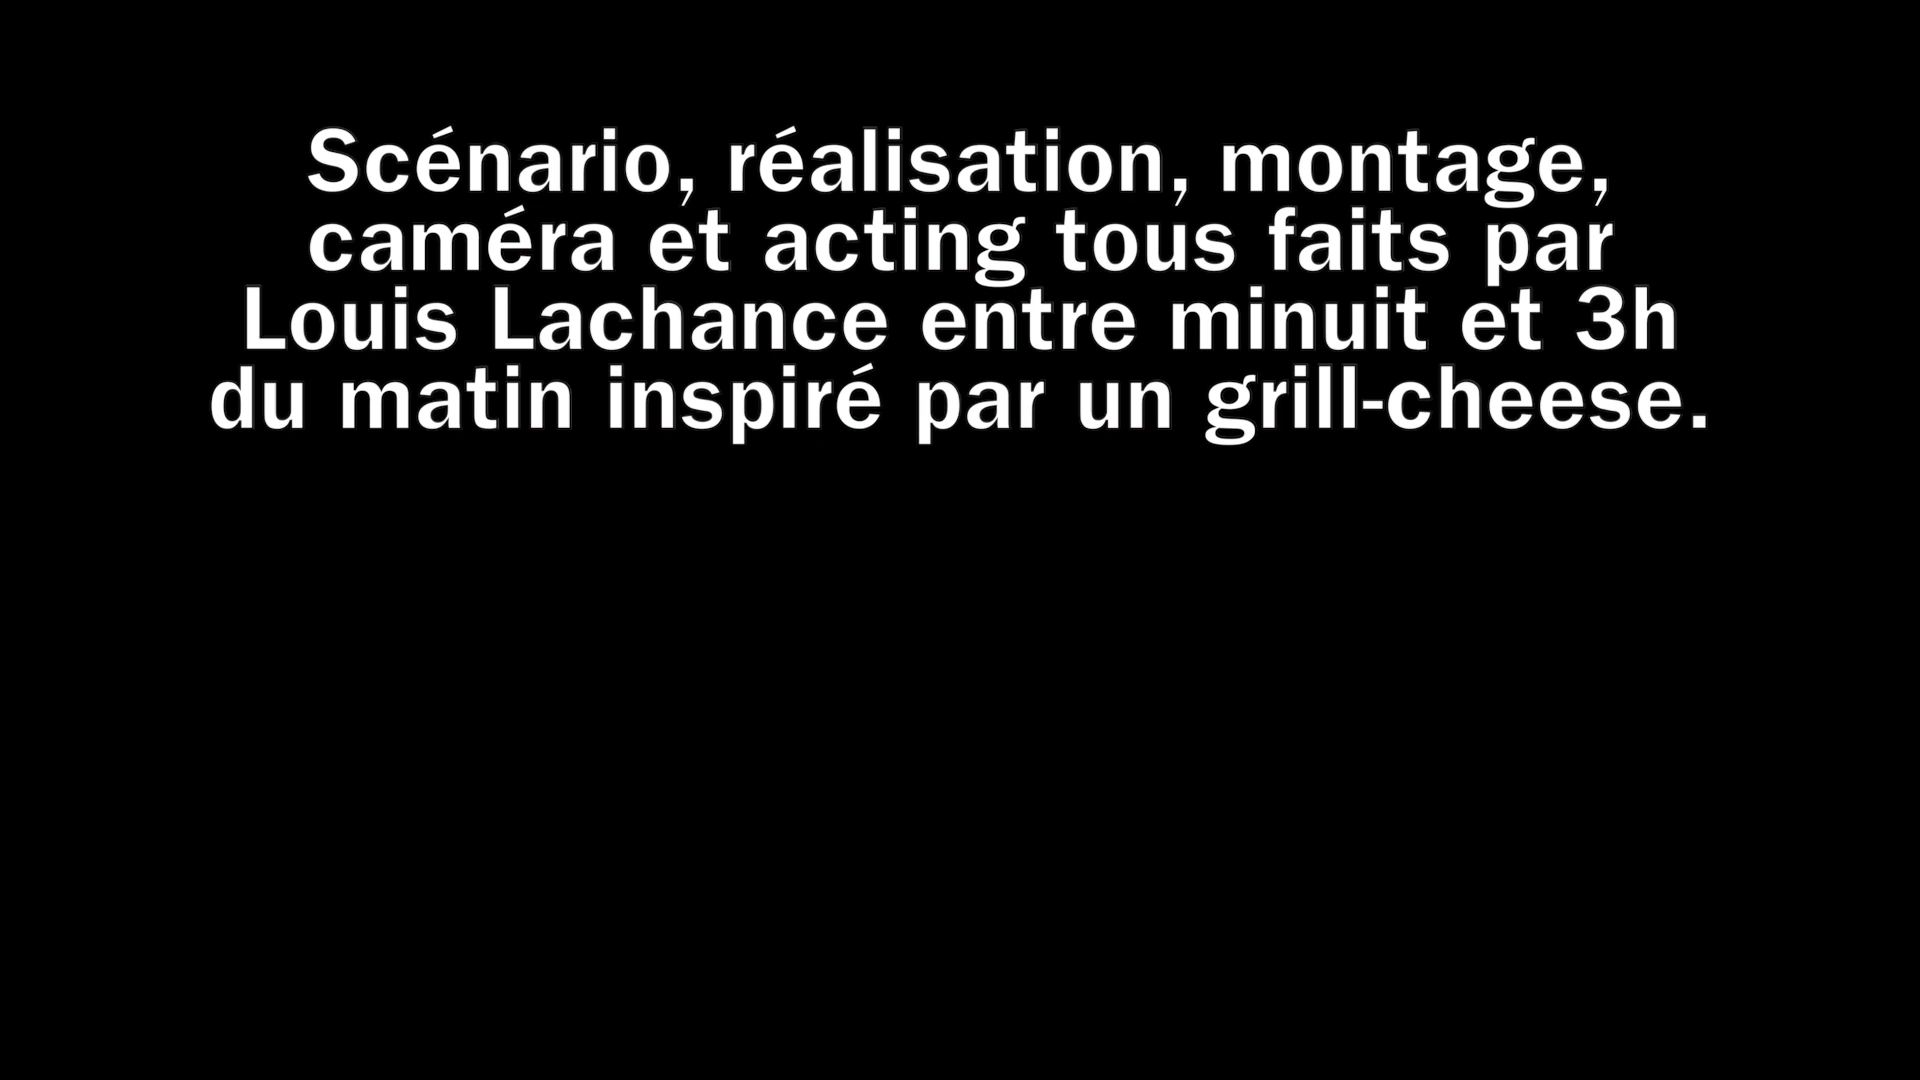 Scénario, réalisation, montage,
caméra et acting tous faits par
Louis Lachance entre minuit et 3h
du matin inspiré par un grill-cheese.